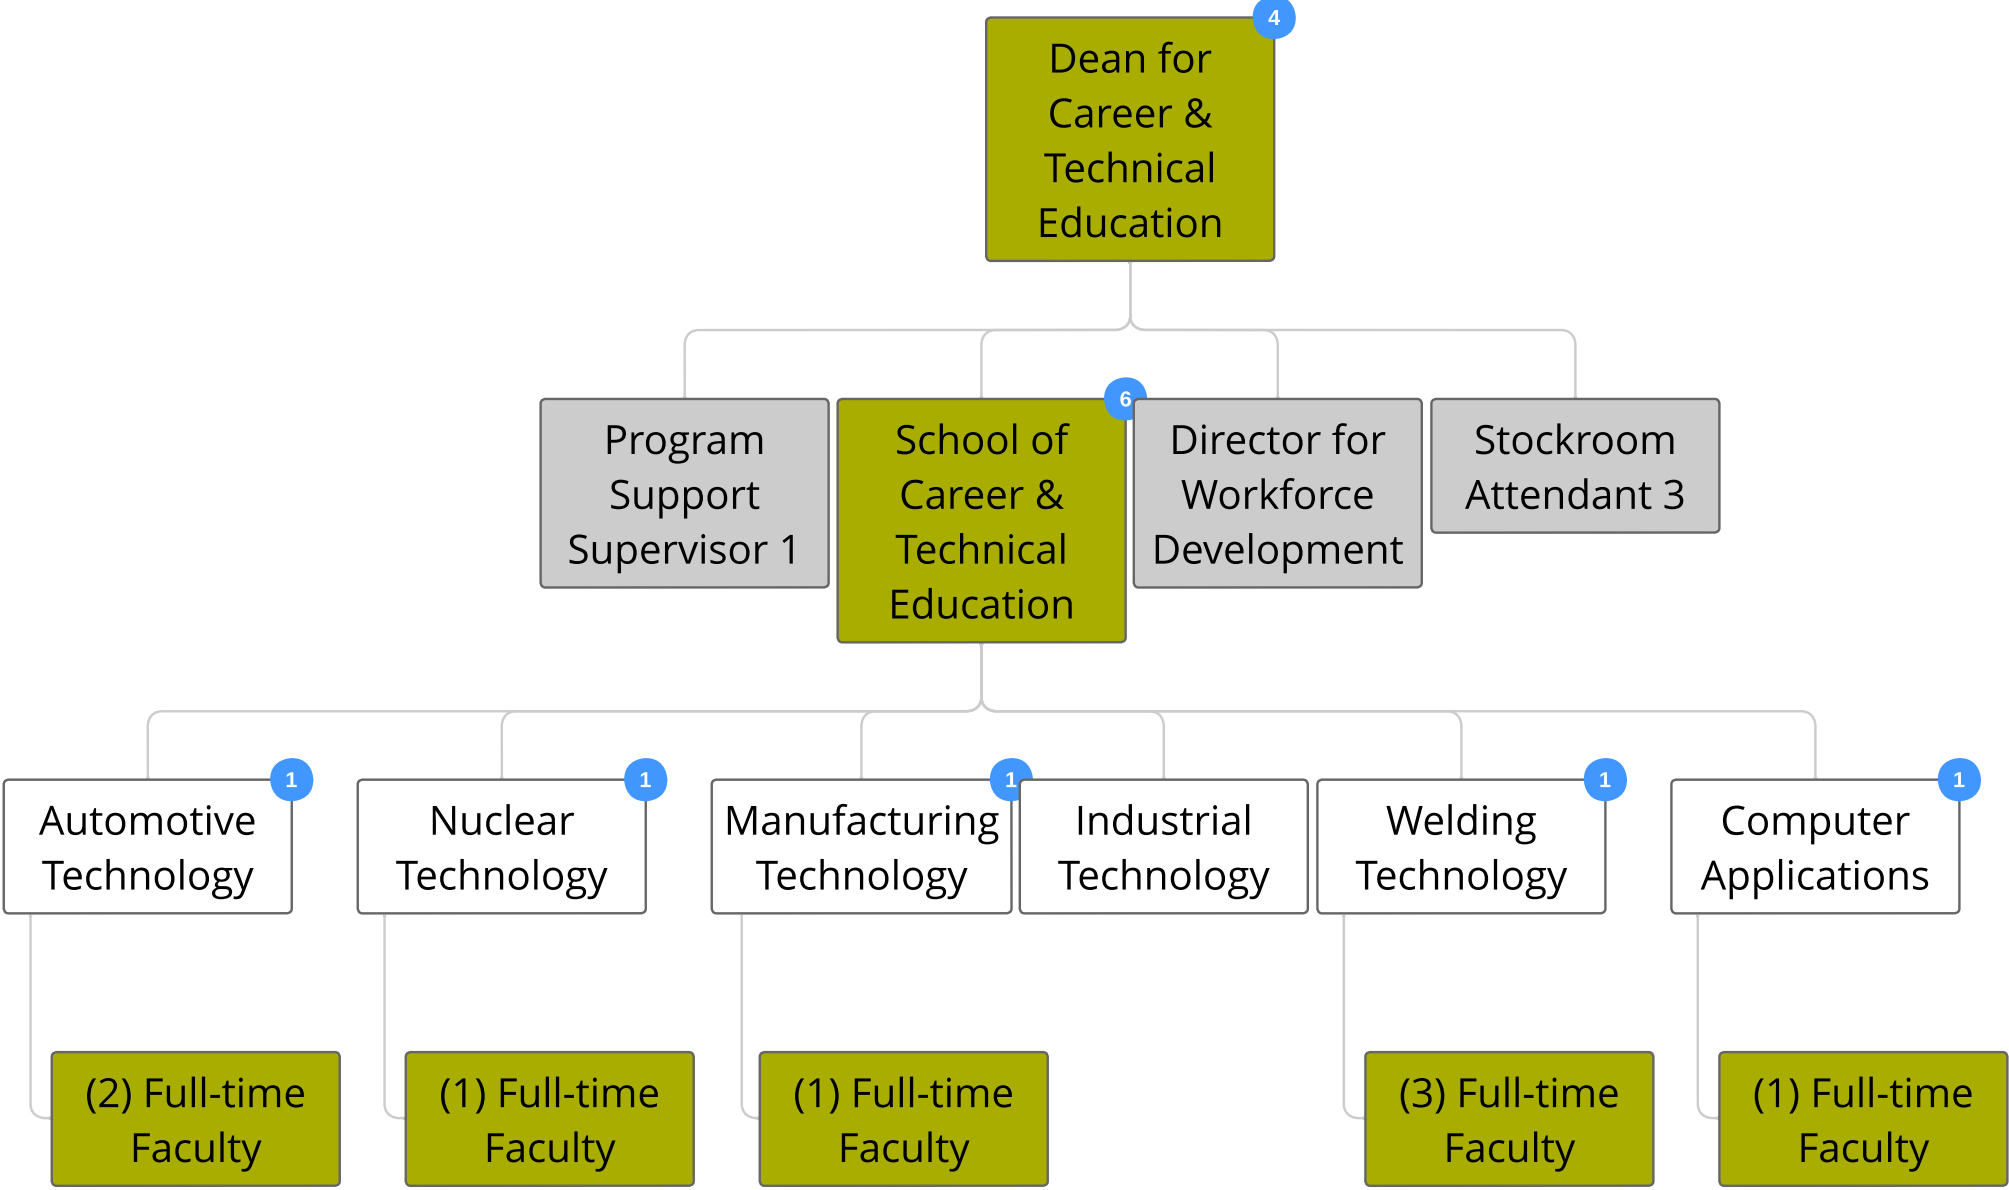 4
Dean for
Career &
Technical
Education
Program
Support
Supervisor 1
6
School of
Career &
Technical
Education
Director for
Workforce
Development
Stockroom
Attendant 3
1
Automotive
Technology
1
Nuclear
Technology
1
Manufacturing
Technology
Industrial
Technology
1
Welding
Technology
1
Computer
Applications
(2) Full-time
Faculty
(1) Full-time
Faculty
(1) Full-time
Faculty
(3) Full-time
Faculty
(1) Full-time
Faculty